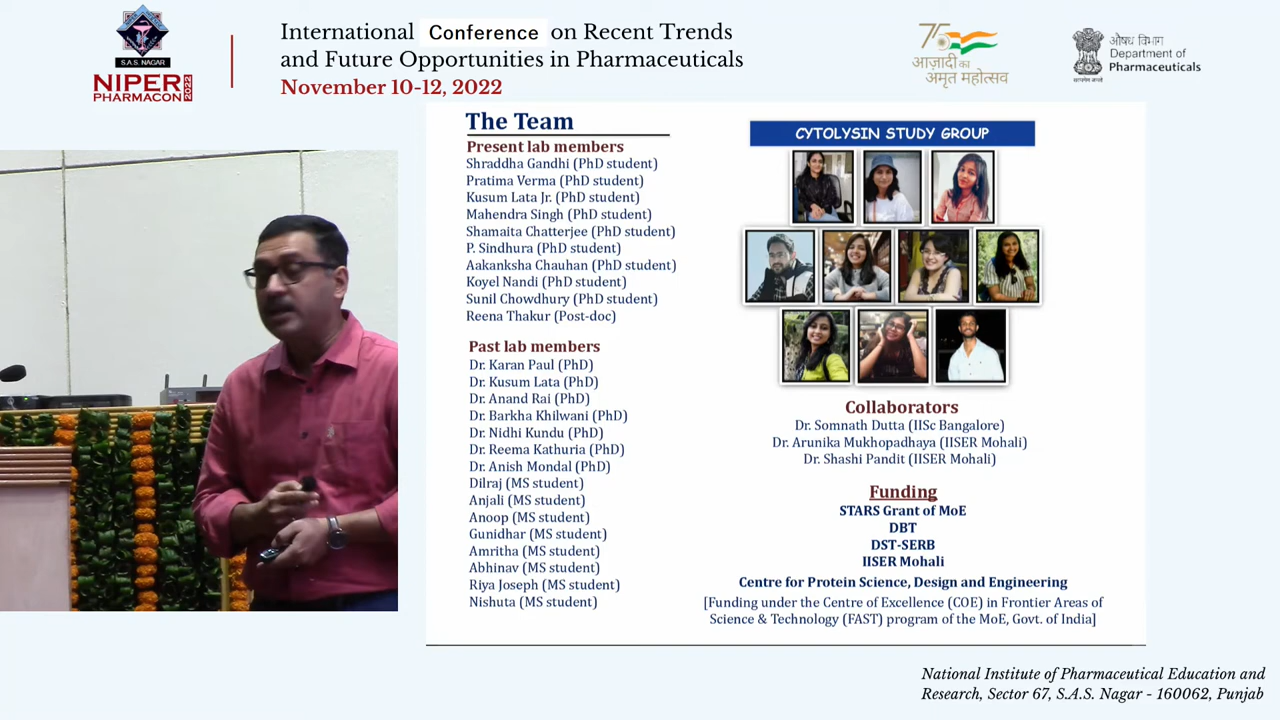 S.A.S. NAGAR
NIPER
PHARMACON 2022
International Conference on Recent Trends
and Future Opportunities in Pharmaceuticals
November 10-12, 2022
75
आज़ादी का
अमृत महोत्सव
औषध विभाग
Department of
Pharmaceuticals
सत्यमेव जयते
The Team
Present lab members
Shraddha Gandhi (PhD student)
Pratima Verma (PhD student)
Kusum Lata Jr. (PhD student)
Mahendra Singh (PhD student)
Shamaita Chatterjee (PhD student)
P. Sindhura (PhD student)
Aakanksha Chauhan (PhD student)
Koyel Nandi (PhD student)
Sunil Chowdhury (PhD student)
Reena Thakur (Post-doc)
Past lab members
Dr. Karan Paul (PhD)
Dr. Kusum Lata (PhD)
Dr. Anand Rai (PhD)
Dr. Barkha Khilwani (PhD)
Dr. Nidhi Kundu (PhD)
Dr. Reema Kathuria (PhD)
Dr. Anish Mondal (PhD)
Dilraj (MS student)
Anjali (MS student)
Anoop (MS student)
Gunidhar (MS student)
Amritha (MS student)
Abhinav (MS student)
Riya Joseph (MS student)
Nishuta (MS student)
CYTOLYSIN STUDY GROUP
Collaborators
Dr. Somnath Dutta (IISc Bangalore)
Dr. Arunika Mukhopadhaya (IISER Mohali)
Dr. Shashi Pandit (IISER Mohali)
Funding
STARS Grant of MoE
DBT
DST-SERB
IISER Mohali
Centre for Protein Science, Design and Engineering
[Funding under the Centre of Excellence (COE) in Frontier Areas of
Science & Technology (FAST) program of the MoE, Govt. of India]
National Institute of Pharmaceutical Education and
Research, Sector 67, S.A.S. Nagar - 160062, Punjab